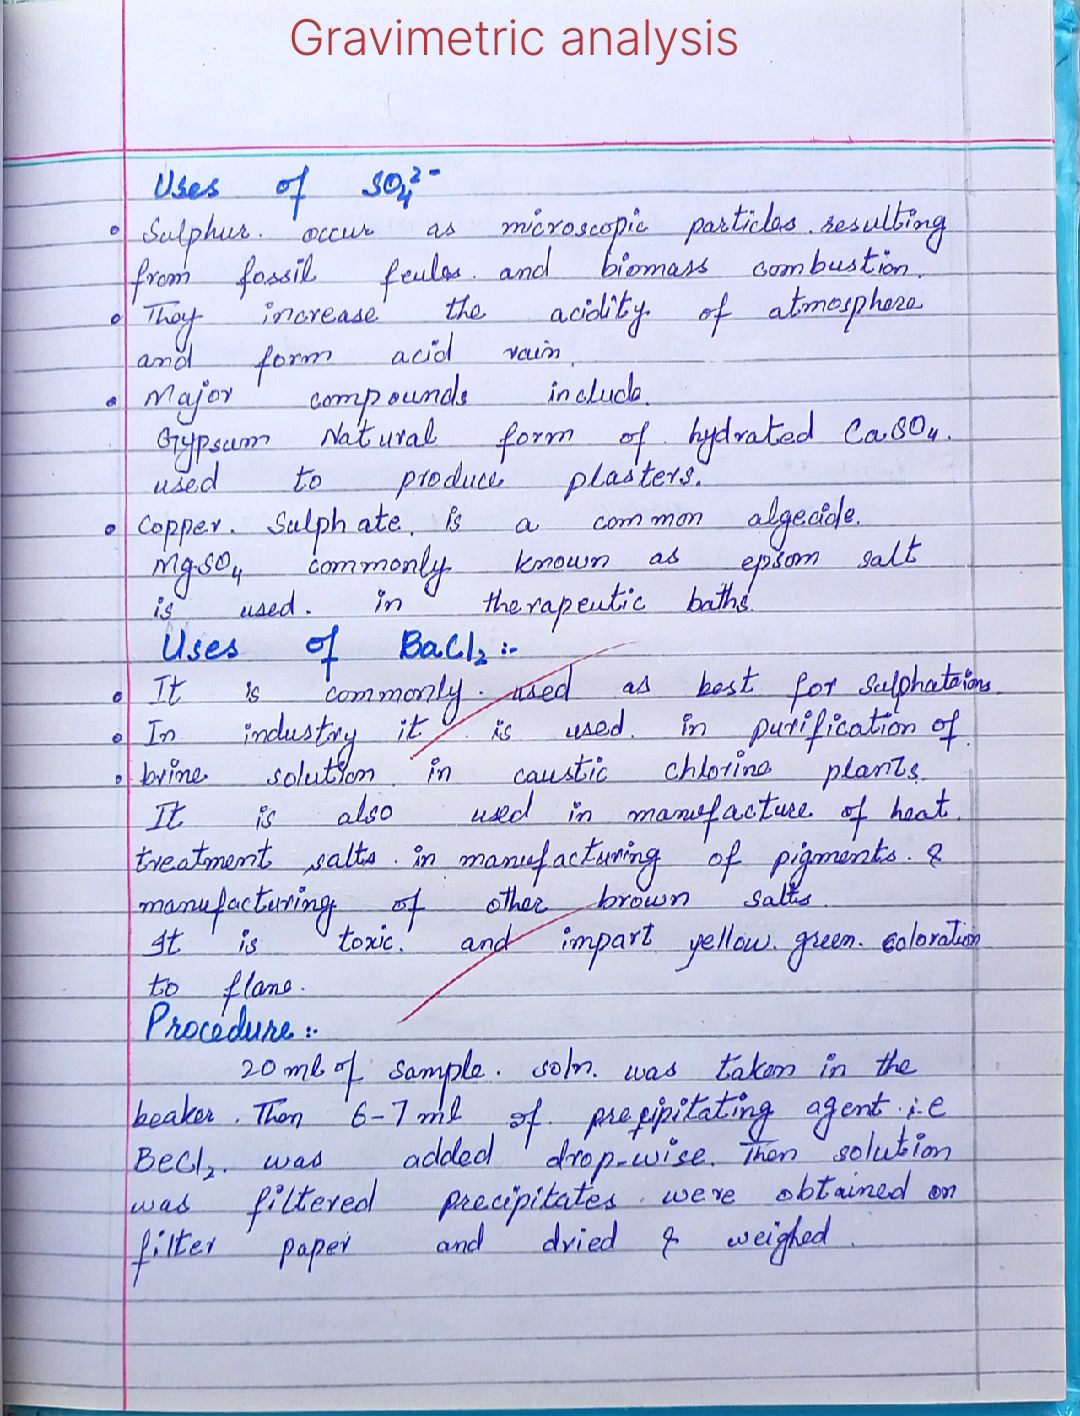 Gravimetric analysis
Uses of SO₄²⁻
Sulphur. occur as microscopic particles. resulting
from fossil feules. and biomass combustion.
They increase the acidity of atmosphere
and form acid rain
Major compounds include.
Gypsum Natural form of hydrated CaSO₄.
used to produce plasters.
Copper. Sulphate. is a common algecide.
MgSO₄ commonly known as epsom salt
is used. in therapeutic baths
Uses of BaCl₂ :-
It is commonly. used as best for Sulphations
In industry it is used. in purification of
brine solution in caustic chlorine plants.
It is also used in manufacture of heat.
treatment salts. in manufacturing of pigments. &
manufacturing of other brown salts.
It is toxic. and impart yellow. green. coloration
to flane.
Procedure :-
20 ml of sample. soln. was taken in the
beaker. Then 6-7 ml of. precipitating agent i.e
BeCl₂. was added drop-wise. Then solution
was filtered precipitates were obtained on
filter paper and dried & weighed.